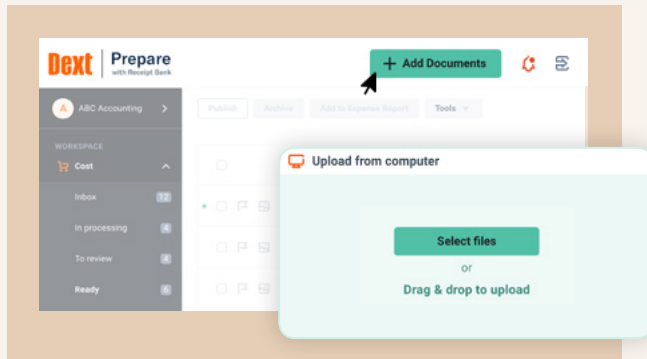 Dext Prepare
with Receipt Bank
+ Add Documents
A ABC Accounting
Publish Archive Add to Expense Report Tools
WORKSPACE
Cost
Inbox 12
In processing 4
To review 4
Ready 6
Upload from computer
Select files
or
Drag & drop to upload